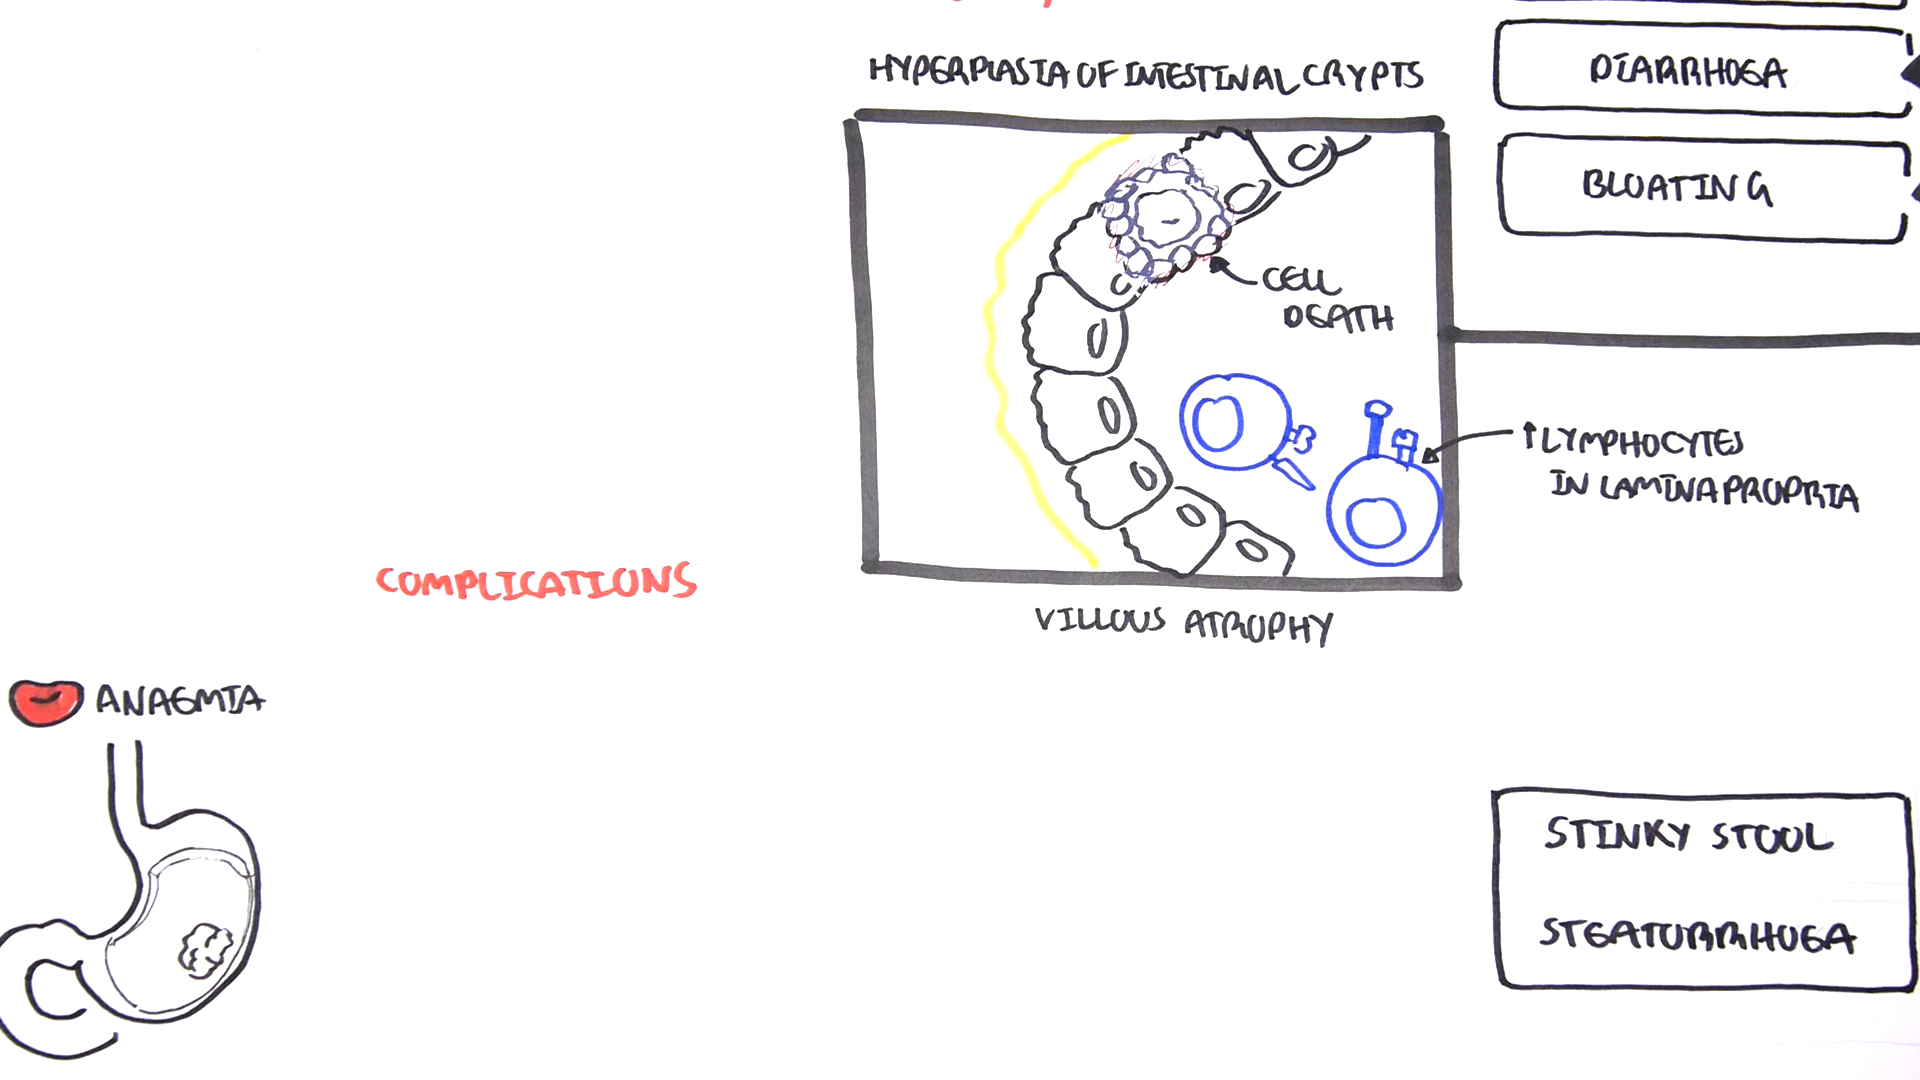 HYPERPLASIA OF INTESTINAL CRYPTS
DIARRHOEA
BLOATING
CELL
DEATH
↑ LYMPHOCYTES
IN LAMINA PROPRIA
COMPLICATIONS
VILLOUS ATROPHY
ANAEMIA
STINKY STOOL
STEATORRHOEA